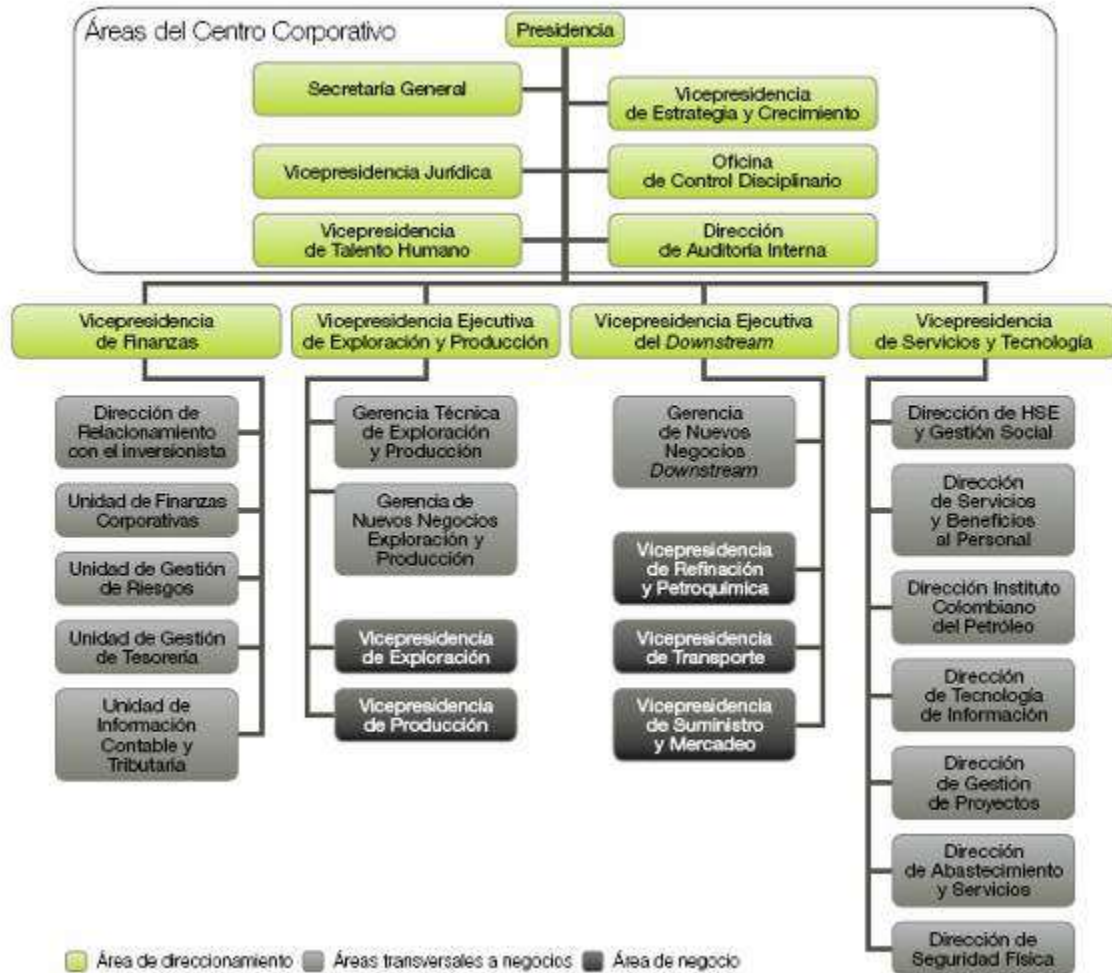 Áreas del Centro Corporativo
Presidencia
Secretaría General
Vicepresidencia
de Estrategia y Crecimiento
Vicepresidencia Jurídica
Oficina
de Control Disciplinario
Vicepresidencia
de Talento Humano
Dirección
de Auditoría Interna
Vicepresidencia
de Finanzas
Vicepresidencia Ejecutiva
de Exploración y Producción
Vicepresidencia Ejecutiva
del Downstream
Vicepresidencia
de Servicios y Tecnología
Dirección de
Relacionamiento
con el inversionista
Unidad de Finanzas
Corporativas
Unidad de Gestión
de Riesgos
Unidad de Gestión
de Tesorería
Unidad de
Información
Contable y
Tributaria
Gerencia Técnica
de Exploración
y Producción
Gerencia de
Nuevos Negocios
Exploración y
Producción
Vicepresidencia
de Exploración
Vicepresidencia
de Producción
Gerencia
de Nuevos
Negocios
Downstream
Vicepresidencia
de Refinación
y Petroquímica
Vicepresidencia
de Transporte
Vicepresidencia
de Suministro
y Mercadeo
Dirección de HSE
y Gestión Social
Dirección
de Servicios
y Beneficios
al Personal
Dirección Instituto
Colombiano
del Petróleo
Dirección
de Tecnología
de Información
Dirección
de Gestión
de Proyectos
Dirección
de Abastecimiento
y Servicios
Dirección de
Seguridad Física
Área de direccionamiento
Áreas transversales a negocios
Área de negocio